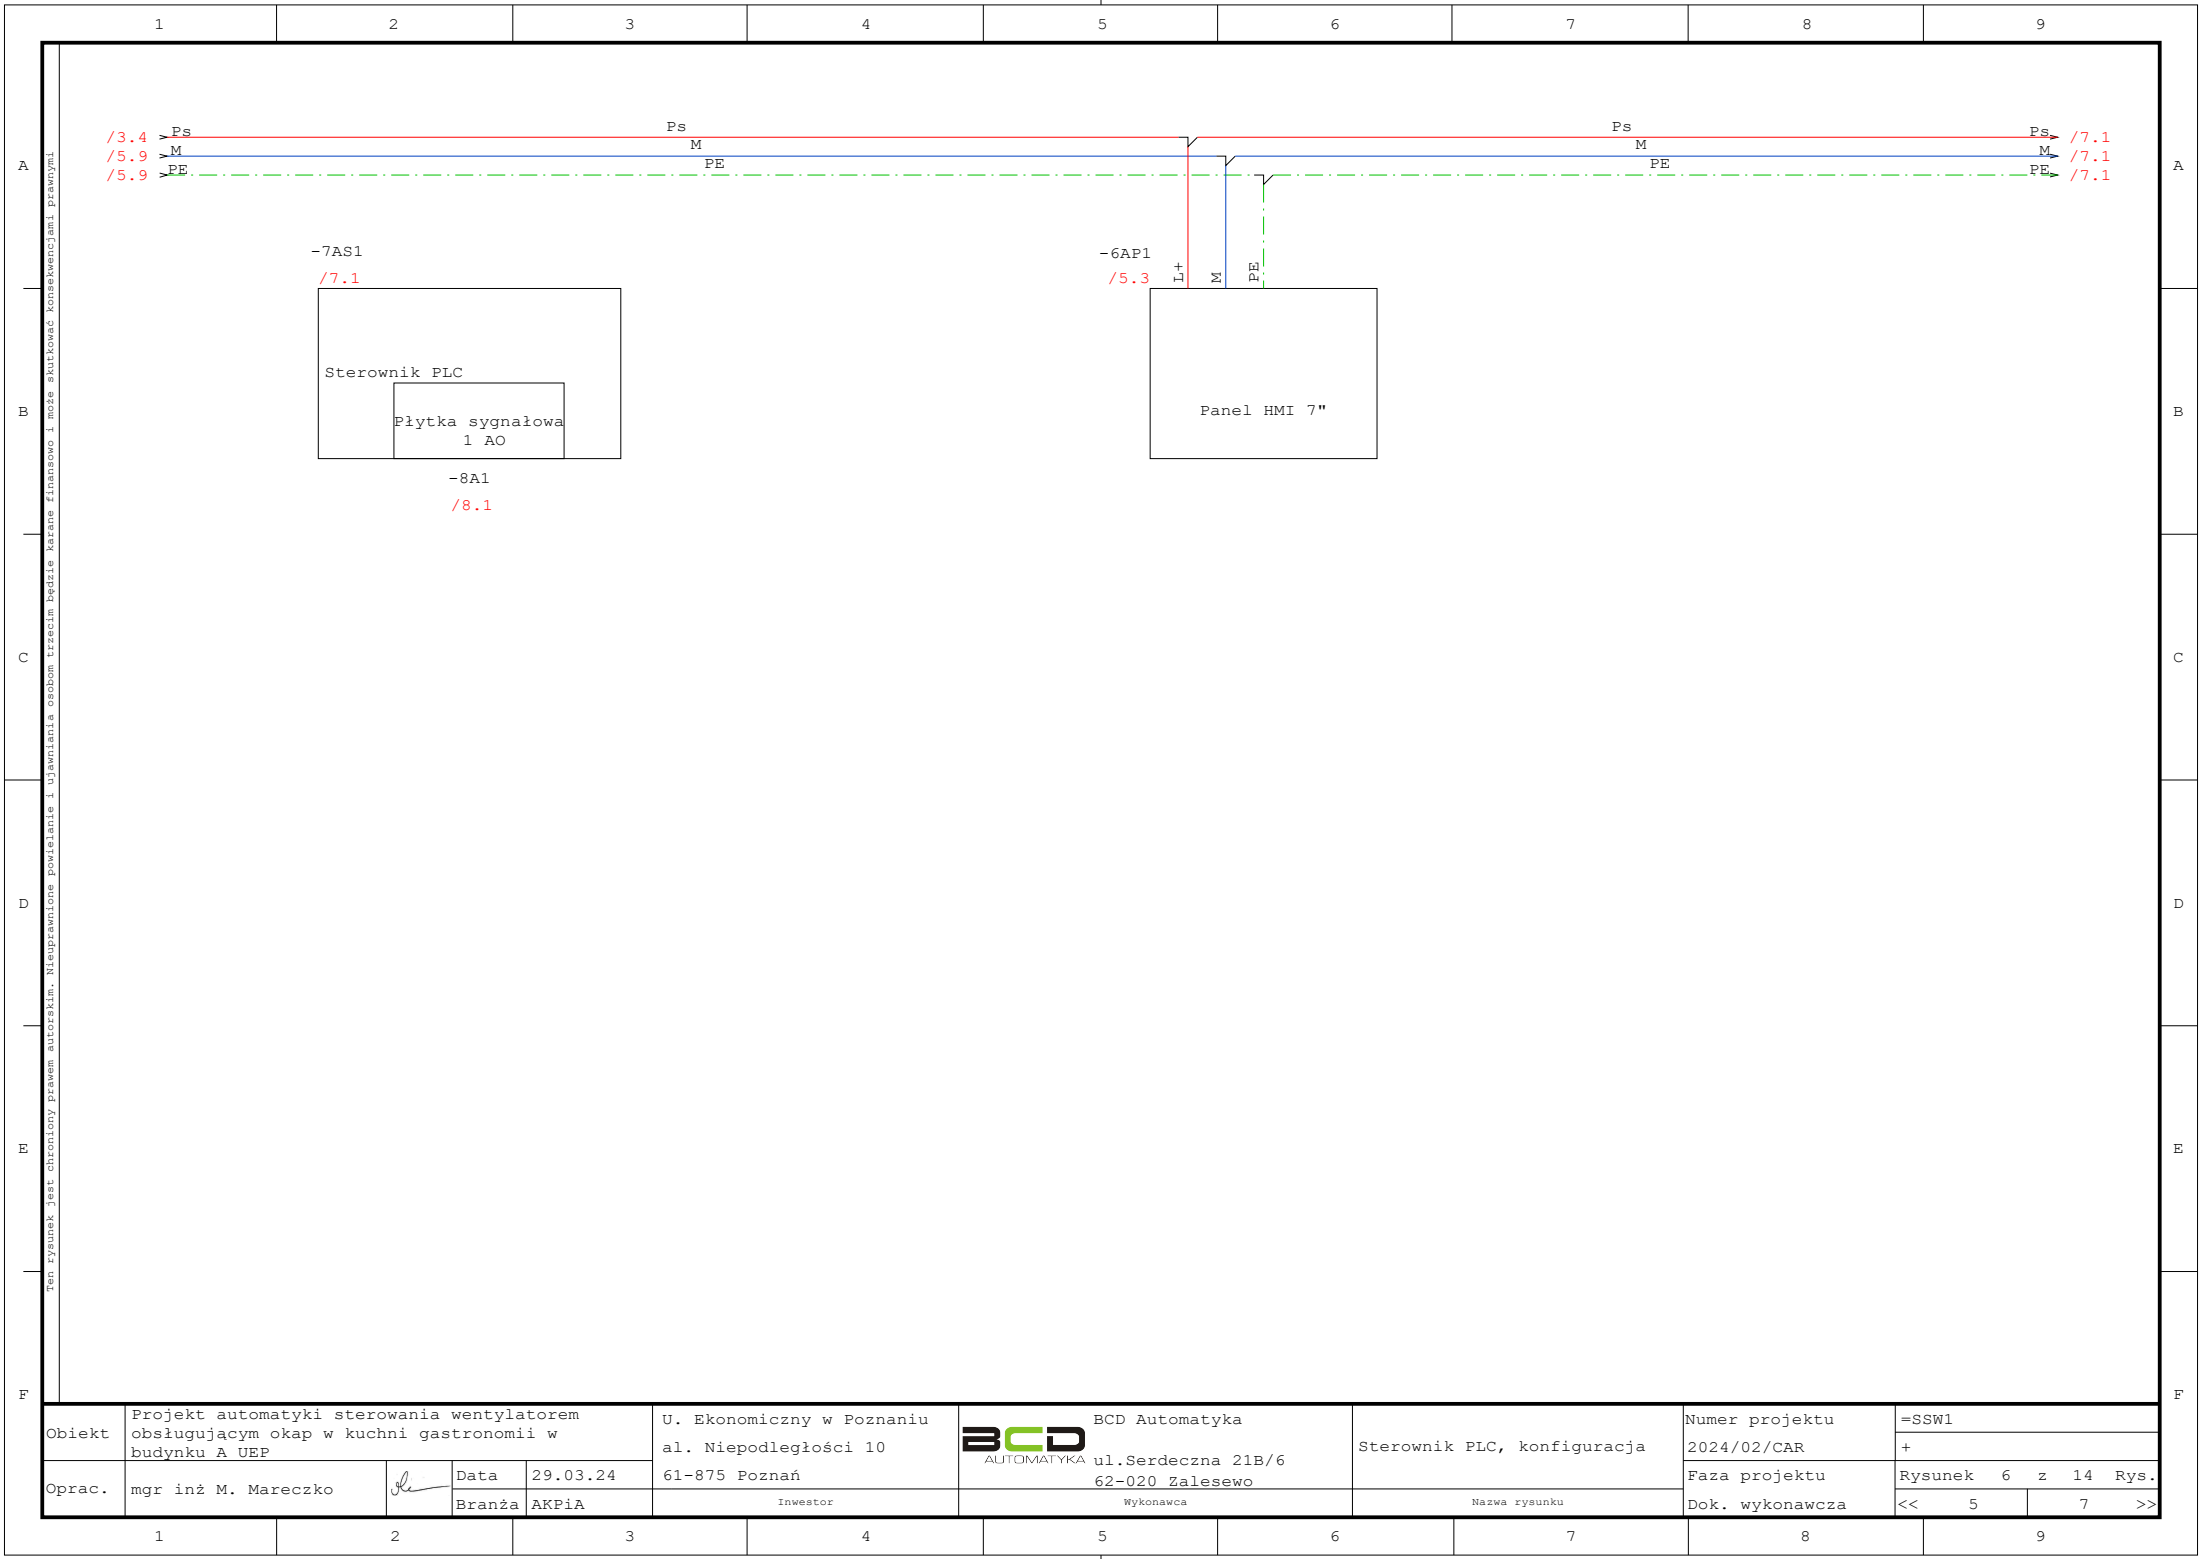 1 2 3 4 5 6 7 8 9
/3.4 Ps Ps Ps Ps /7.1
/5.9 M M M M /7.1
/5.9 PE PE PE PE /7.1
A A
-7AS1 -6AP1
/7.1 /5.3 L+ M PE
Sterownik PLC
Płytka sygnałowa
1 AO
Panel HMI 7"
B B
-8A1
/8.1
C C
D D
E E
F F
Ten rysunek jest chroniony prawem autorskim. Nieuprawnione powielanie i ujawniania osobom trzecim będzie karane finansowo i może skutkować konsekwencjami prawnymi
Obiekt
Projekt automatyki sterowania wentylatorem
obsługującym okap w kuchni gastronomii w
budynku A UEP
Oprac. mgr inż M. Mareczko
Data 29.03.24
Branża AKPiA
U. Ekonomiczny w Poznaniu
al. Niepodległości 10
61-875 Poznań
Inwestor
BCD
AUTOMATYKA
BCD Automatyka
ul.Serdeczna 21B/6
62-020 Zalesewo
Wykonawca
Sterownik PLC, konfiguracja
Nazwa rysunku
Numer projektu
2024/02/CAR
Faza projektu
Dok. wykonawcza
=SSW1
+
Rysunek 6 z 14 Rys.
<< 5 7 >>
1 2 3 4 5 6 7 8 9